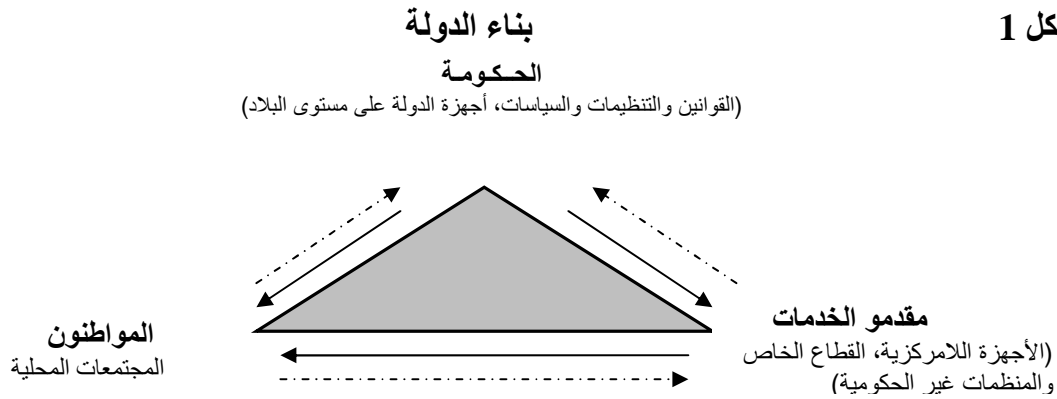 كل 1
بناء الدولة
الحـكـومـة
(القوانين والتنظيمات والسياسات، أجهزة الدولة على مستوى البلاد)
مقدمو الخدمات
(الأجهزة اللامركزية، القطاع الخاص
والمنظمات غير الحكومية)
المواطنون
المجتمعات المحلية